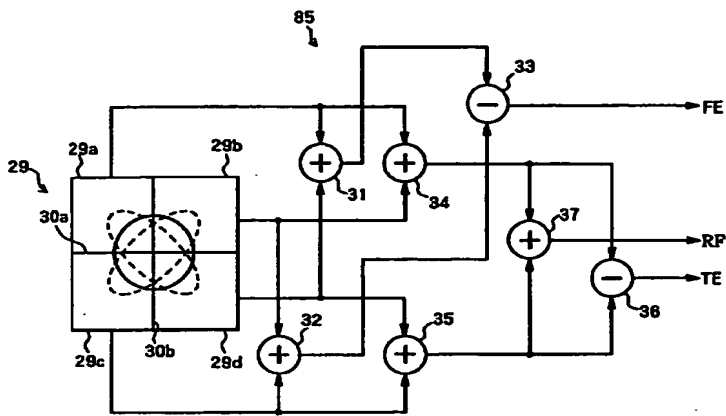 85
33
FE
29
29a
29b
30a
+
31
+
34
−
37
+
RF
−
TE
36
32
+
35
+
29c
30b
29d